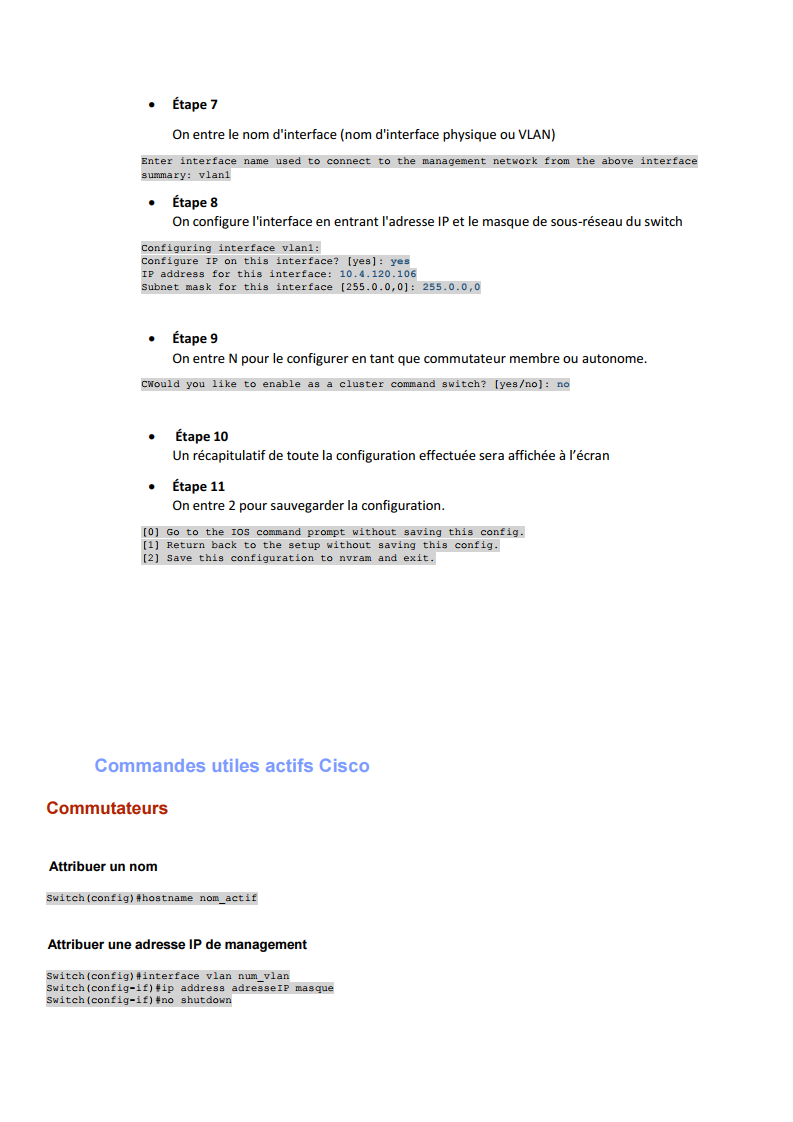 • Étape 7
On entre le nom d'interface (nom d'interface physique ou VLAN)
Enter interface name used to connect to the management network from the above interface
summary: vlan1
• Étape 8
On configure l'interface en entrant l'adresse IP et le masque de sous-réseau du switch
Configuring interface vlan1:
Configure IP on this interface? [yes]: yes
IP address for this interface: 10.4.120.106
Subnet mask for this interface [255.0.0,0]: 255.0.0,0
• Étape 9
On entre N pour le configurer en tant que commutateur membre ou autonome.
CWould you like to enable as a cluster command switch? [yes/no]: no
• Étape 10
Un récapitulatif de toute la configuration effectuée sera affichée à l’écran
• Étape 11
On entre 2 pour sauvegarder la configuration.
[0] Go to the IOS command prompt without saving this config.
[1] Return back to the setup without saving this config.
[2] Save this configuration to nvram and exit.
Commandes utiles actifs Cisco
Commutateurs
Attribuer un nom
Switch(config)#hostname nom_actif
Attribuer une adresse IP de management
Switch(config)#interface vlan num_vlan
Switch(config-if)#ip address adresseIP masque
Switch(config-if)#no shutdown